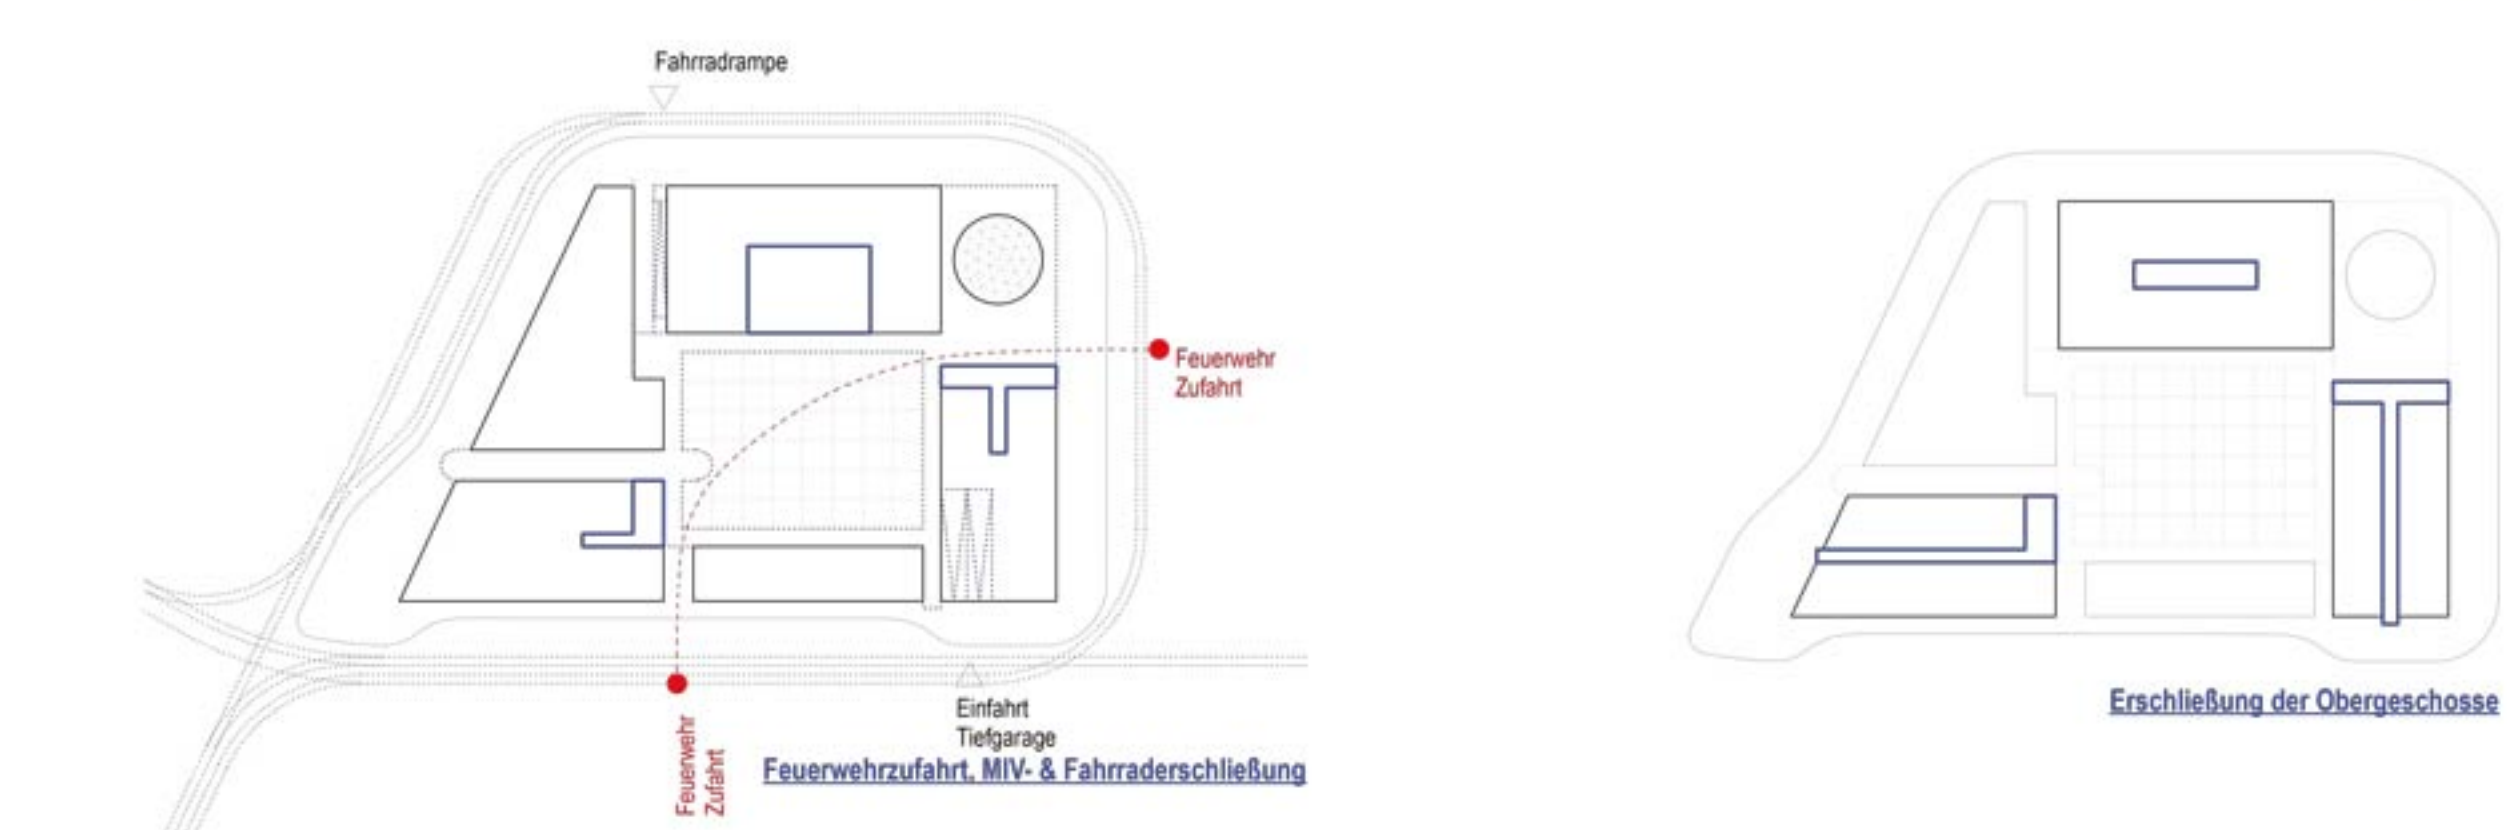 Fahrradrampe
Feuerwehr
Zufahrt
Einfahrt
Tiefgarage
Feuerwehr
Zufahrt
Feuerwehrzufahrt, MIV- & Fahrraderschließung
Erschließung der Obergeschosse